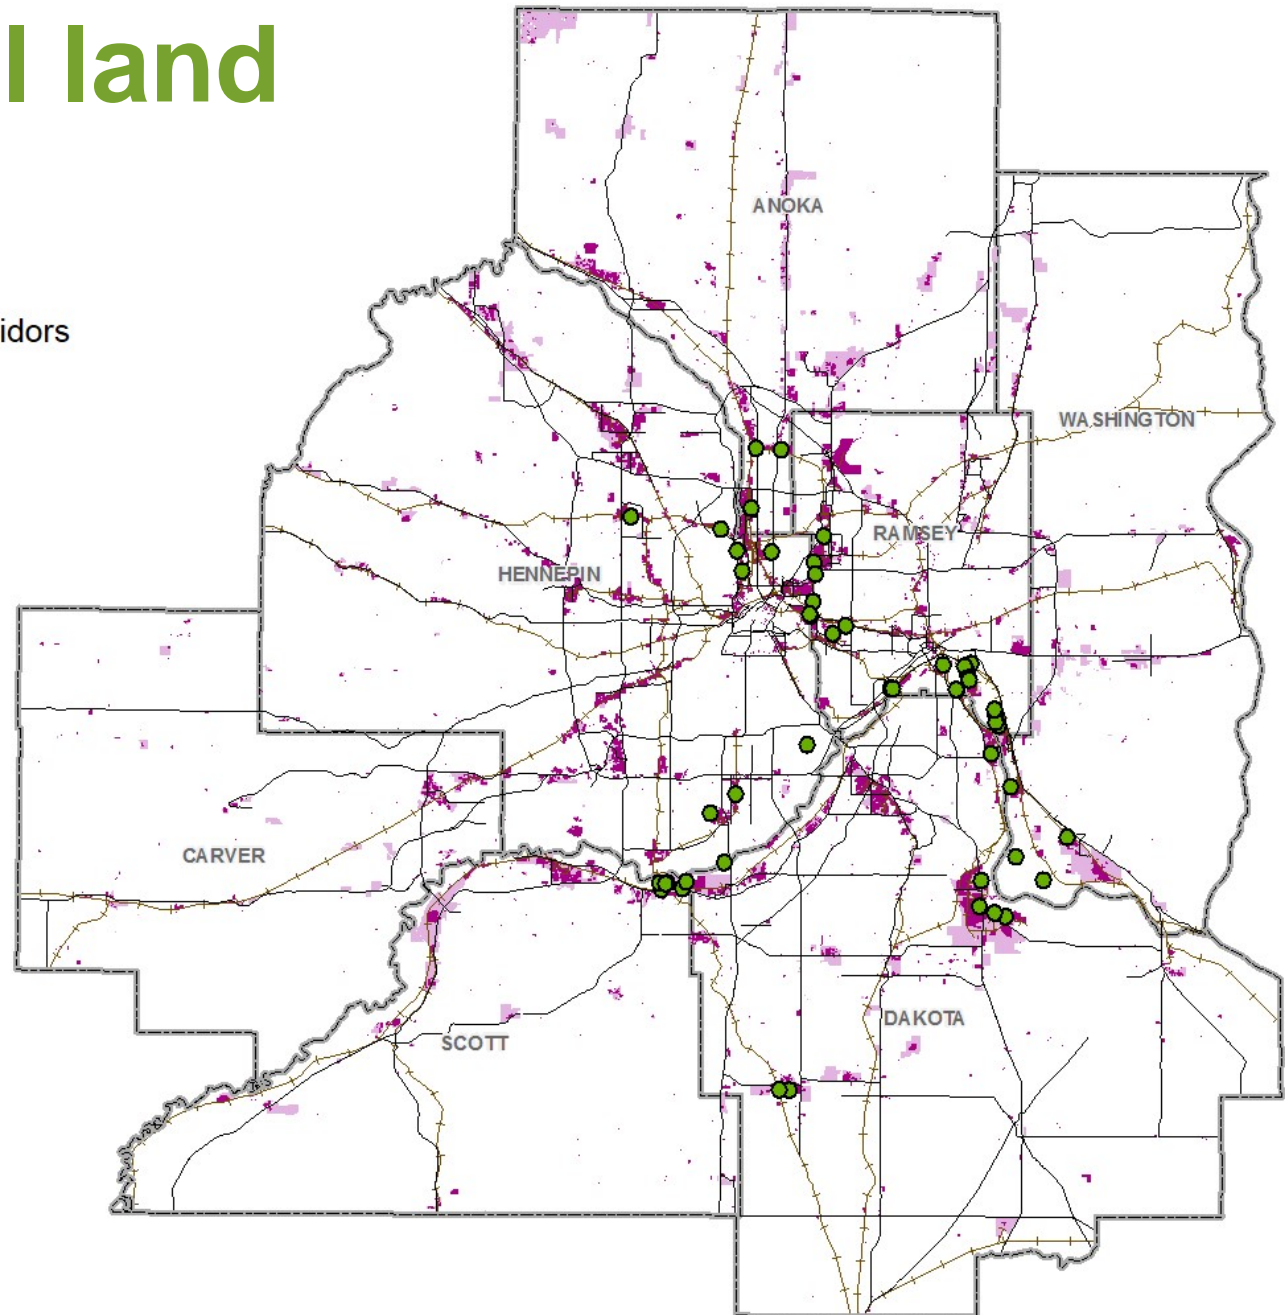 l land
idors
ANOKA
WASHINGTON
RAMSEY
HENNEPIN
CARVER
DAKOTA
SCOTT